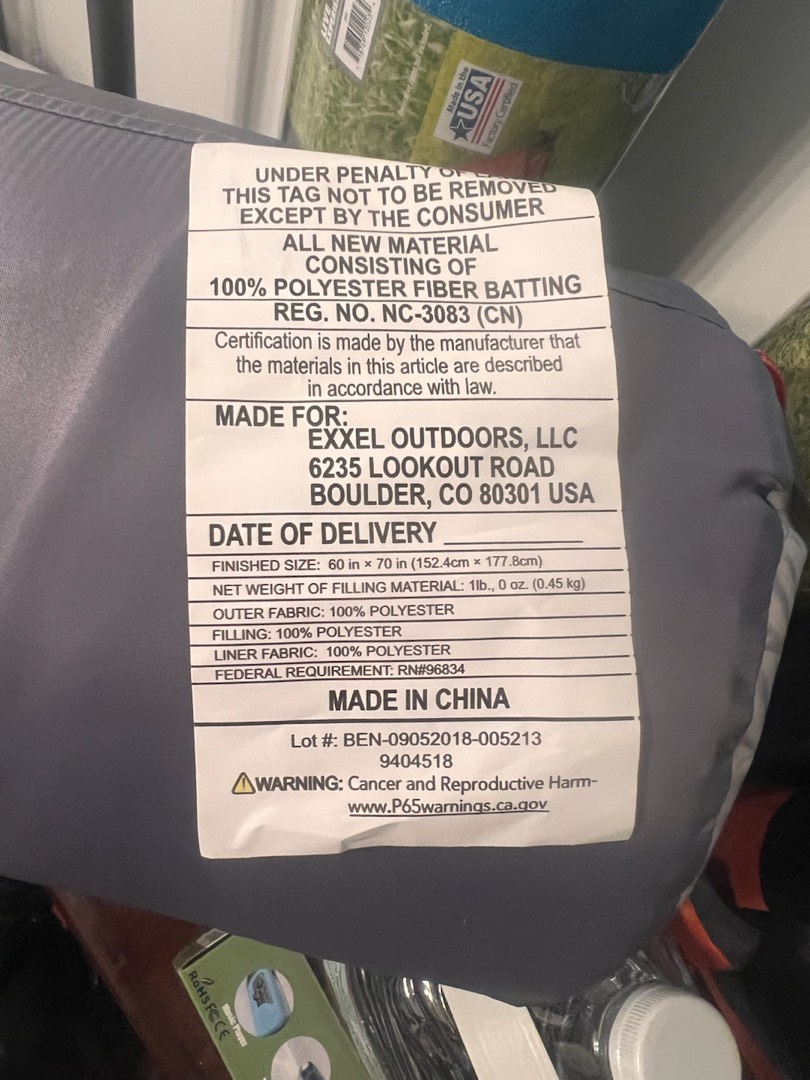 Made in the
USA
Factory Certified
UNDER PENALTY OF
THIS TAG NOT TO BE REMOVED
EXCEPT BY THE CONSUMER
ALL NEW MATERIAL
CONSISTING OF
100% POLYESTER FIBER BATTING
REG. NO. NC-3083 (CN)
Certification is made by the manufacturer that
the materials in this article are described
in accordance with law.
MADE FOR:
EXXEL OUTDOORS, LLC
6235 LOOKOUT ROAD
BOULDER, CO 80301 USA
DATE OF DELIVERY
FINISHED SIZE: 60 in × 70 in (152.4cm × 177.8cm)
NET WEIGHT OF FILLING MATERIAL: 1lb., 0 oz. (0.45 kg)
OUTER FABRIC: 100% POLYESTER
FILLING: 100% POLYESTER
LINER FABRIC: 100% POLYESTER
FEDERAL REQUIREMENT: RN#96834
MADE IN CHINA
Lot #: BEN-09052018-005213
9404518
WARNING: Cancer and Reproductive Harm-
www.P65warnings.ca.gov